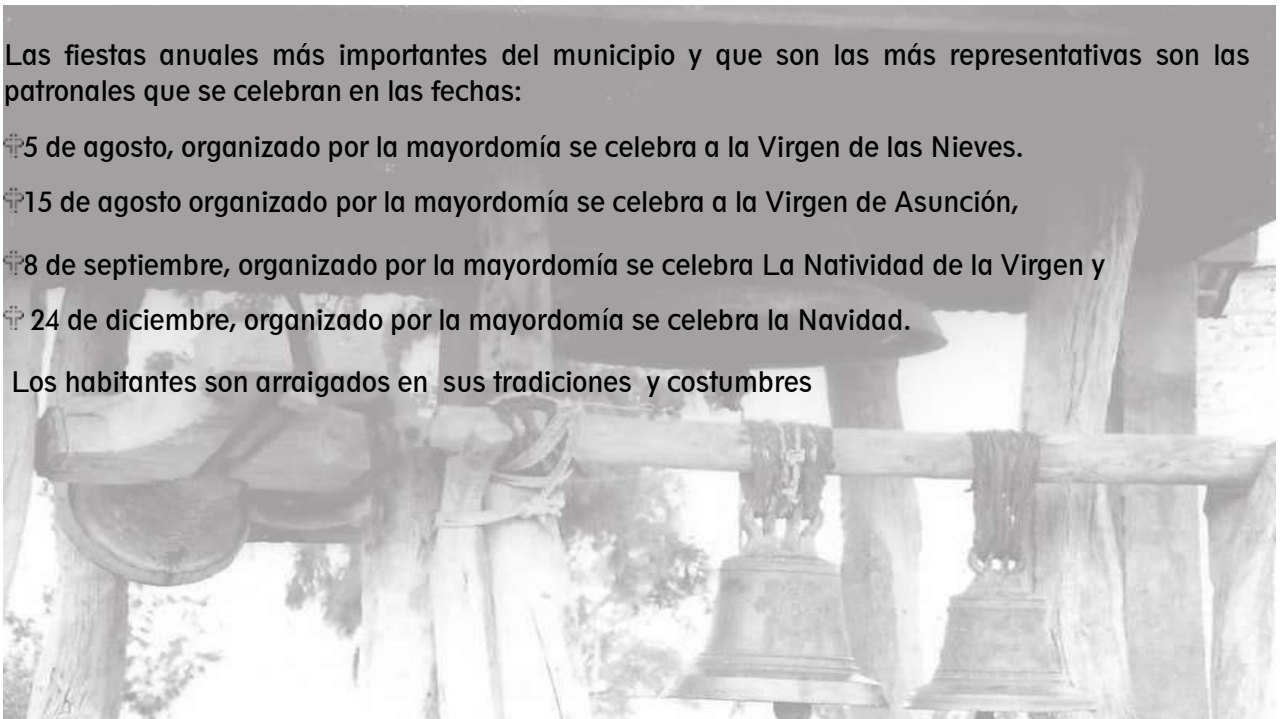 Las fiestas anuales más importantes del municipio y que son las más representativas son las
patronales que se celebran en las fechas:
✞5 de agosto, organizado por la mayordomía se celebra a la Virgen de las Nieves.
✞15 de agosto organizado por la mayordomía se celebra a la Virgen de Asunción,
✞8 de septiembre, organizado por la mayordomía se celebra La Natividad de la Virgen y
✞ 24 de diciembre, organizado por la mayordomía se celebra la Navidad.
Los habitantes son arraigados en sus tradiciones y costumbres